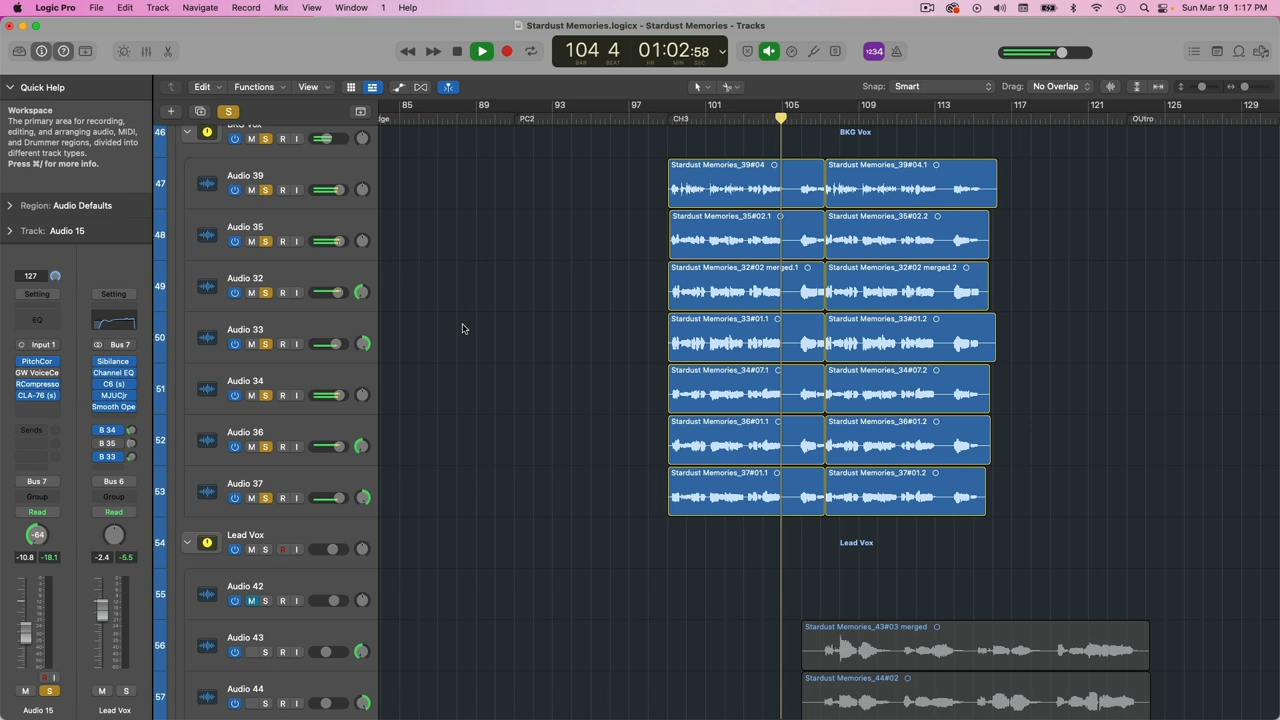 Logic Pro File Edit Track Navigate Record Mix View Window 1 Help Sun Mar 19 1:17 PM
Stardust Memories.logicx - Stardust Memories - Tracks
104 4 01:02:58
BAR BEAT HR MIN SEC
1234
Quick Help
Edit Functions View Snap: Smart Drag: No Overlap
S
85 89 93 97 101 105 109 113 117 121 125 129
dge PC2 CH3 OUtro
Workspace
The primary area for recording,
editing, and arranging audio, MIDI,
and Drummer regions, divided into
different track types.
Press ⌘/ for more info.
Region: Audio Defaults
Track: Audio 15
127
Setting Setting
EQ
Input 1 Bus 7
PitchCor Sibilance
GW VoiceCe Channel EQ
RCompresso C6 (s)
CLA-76 (s) MJUCjr
Smooth Ope
Sends B 34
B 35
B 33
Bus 7 Bus 6
Group Group
Read Read
-64
-10.8 -18.1 -2.4 -5.5
R I
M S M S
Audio 15 Lead Vox
46 BKG Vox
M S R I
BKG Vox
47 Audio 39
M S R I
Stardust Memories_39#04 Stardust Memories_39#04.1
48 Audio 35
M S R I
Stardust Memories_35#02.1 Stardust Memories_35#02.2
49 Audio 32
M S R I
Stardust Memories_32#02 merged.1 Stardust Memories_32#02 merged.2
50 Audio 33
M S R I
Stardust Memories_33#01.1 Stardust Memories_33#01.2
51 Audio 34
M S R I
Stardust Memories_34#07.1 Stardust Memories_34#07.2
52 Audio 36
M S R I
Stardust Memories_36#01.1 Stardust Memories_36#01.2
53 Audio 37
M S R I
Stardust Memories_37#01.1 Stardust Memories_37#01.2
54 Lead Vox
M S R I
Lead Vox
55 Audio 42
M S R I
56 Audio 43
S R I
Stardust Memories_43#03 merged
57 Audio 44
S R I
Stardust Memories_44#02